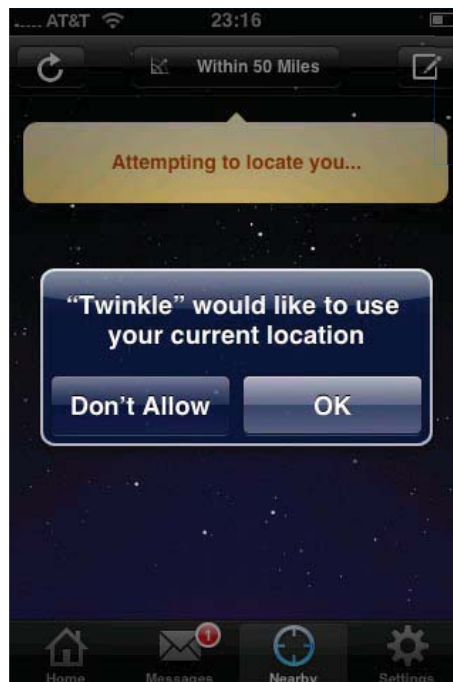 ..... AT&T 23:16
Within 50 Miles
Attempting to locate you...
“Twinkle” would like to use
your current location
Don't Allow OK
1
Home Messages Nearby Settings